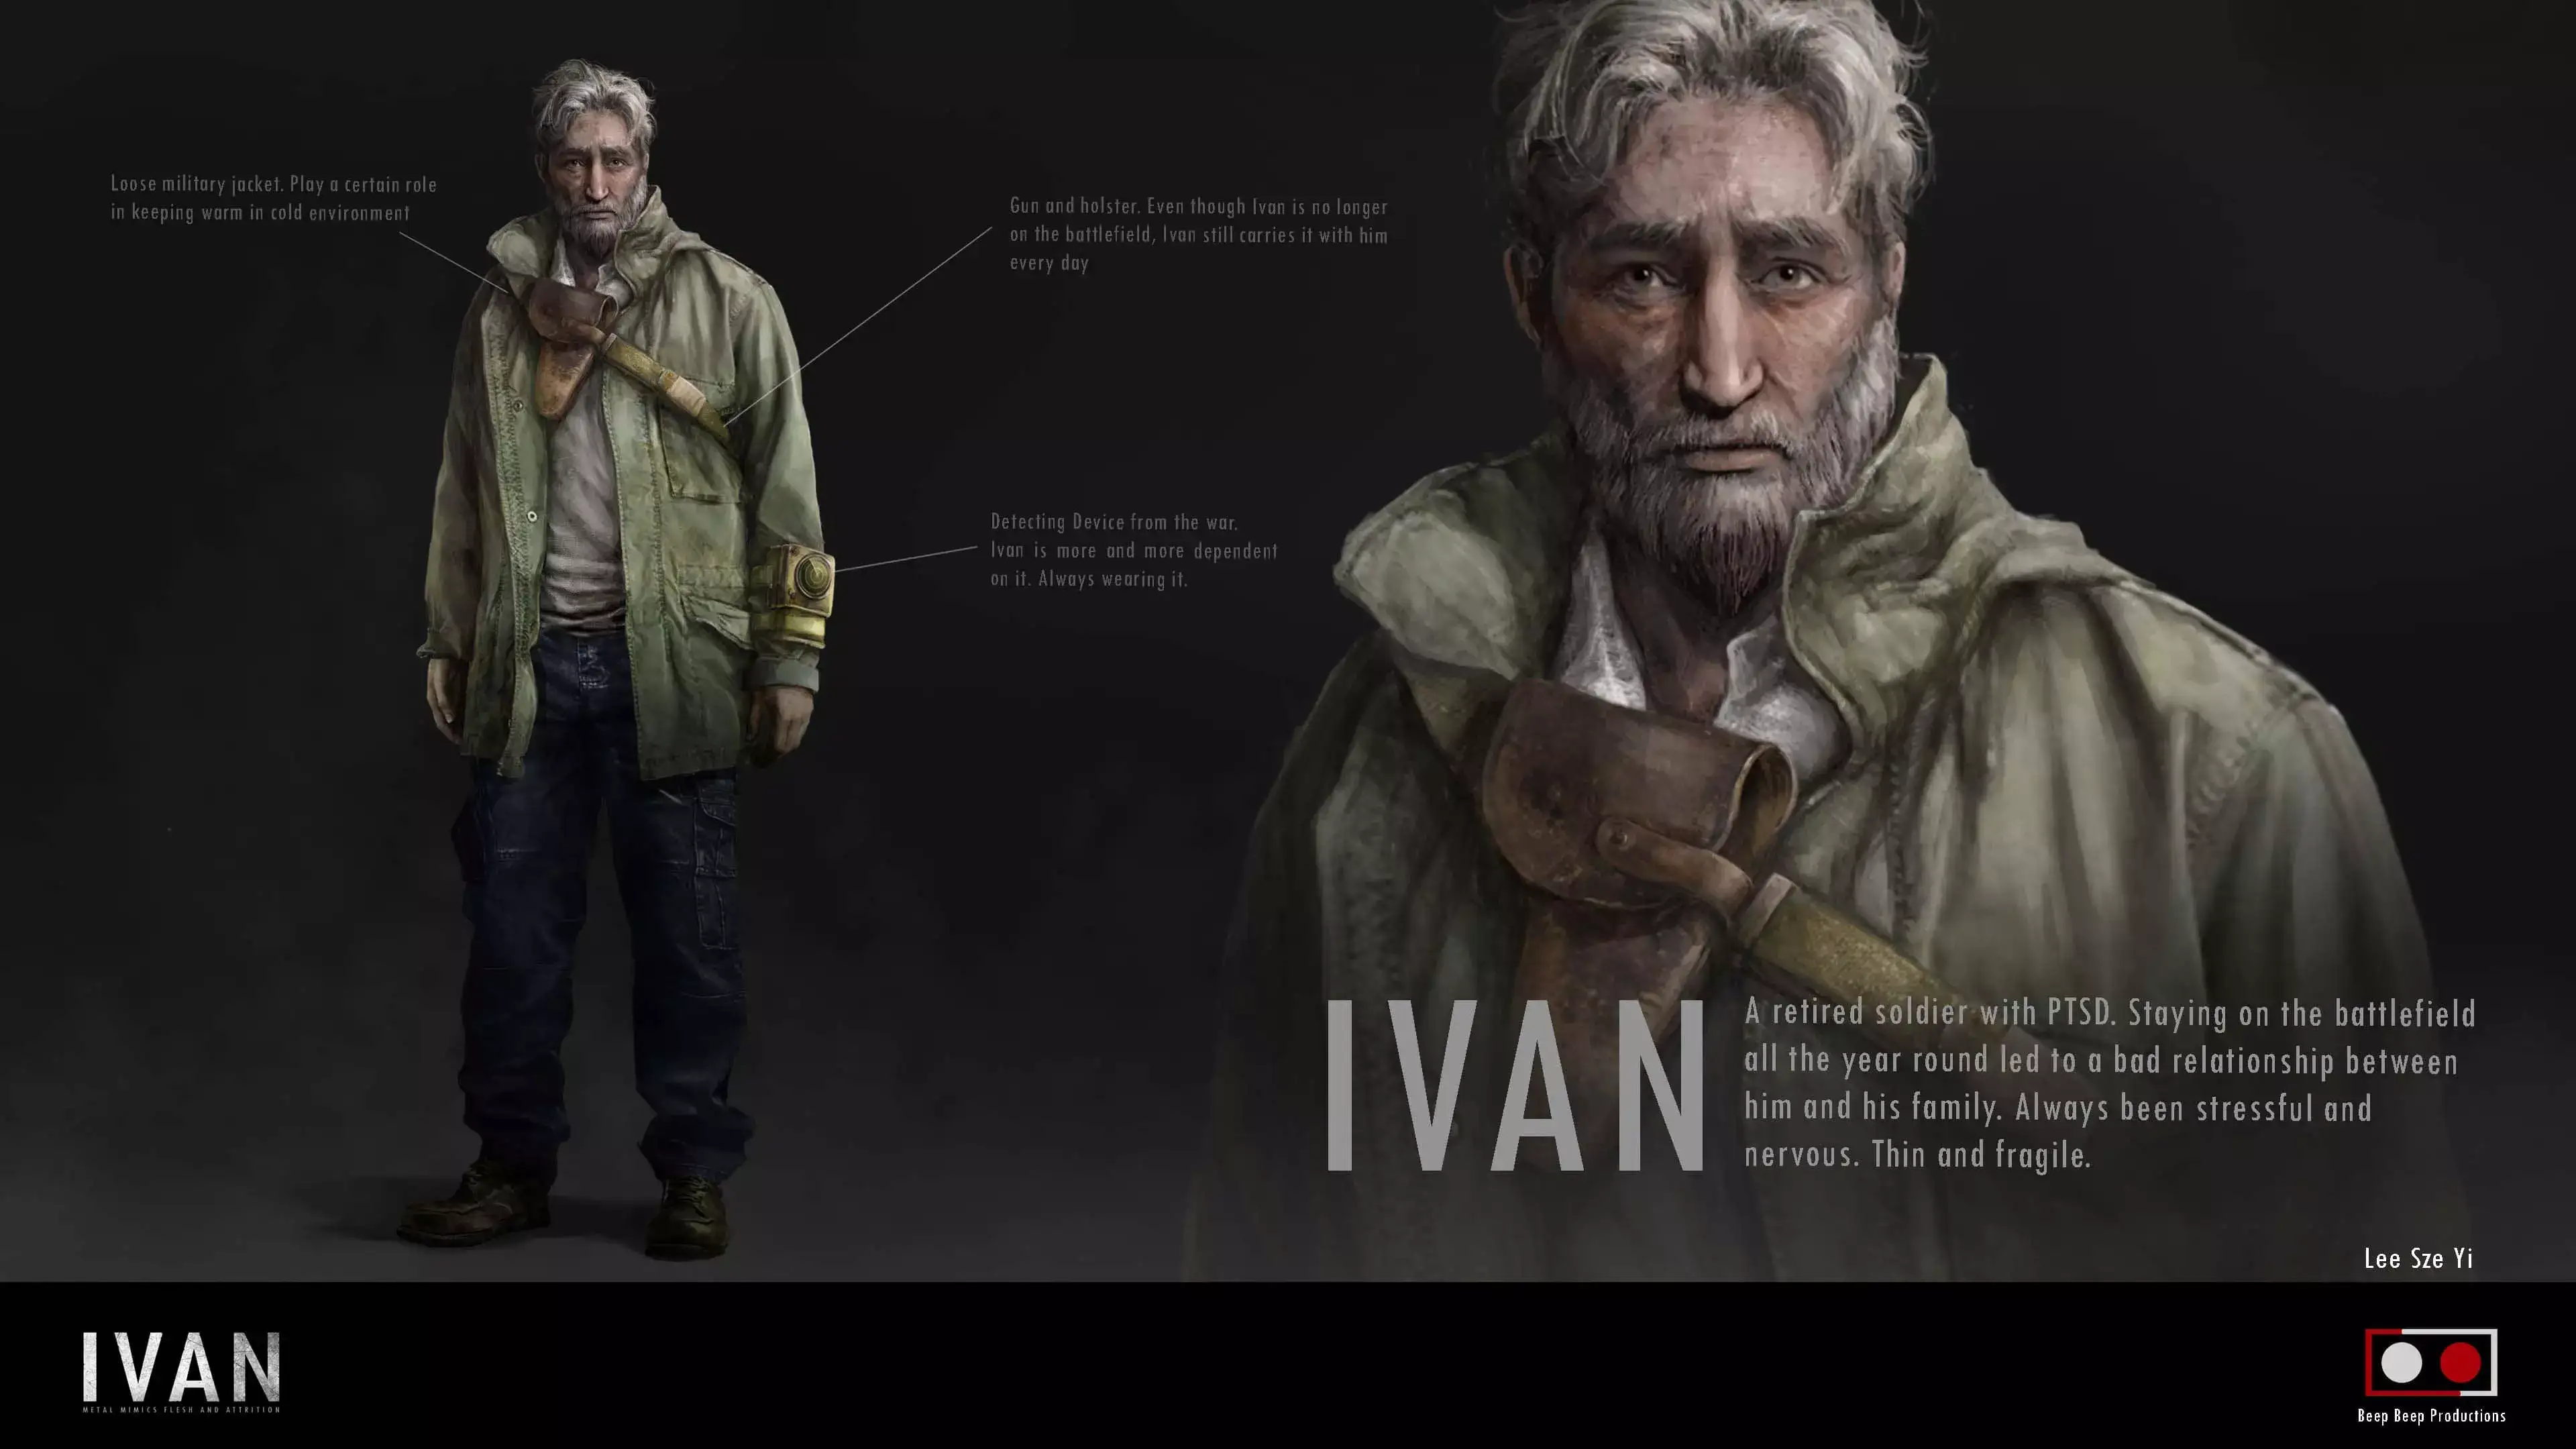 Loose military jacket. Play a certain role
in keeping warm in cold environment
Gun and holster. Even though Ivan is no longer
on the battlefield, Ivan still carries it with him
every day
Detecting Device from the war.
Ivan is more and more dependent
on it. Always wearing it.
IVAN
A retired soldier with PTSD. Staying on the battlefield
all the year round led to a bad relationship between
him and his family. Always been stressful and
nervous. Thin and fragile.
Lee Sze Yi
IVAN
METAL MIMICS FLESH AND ATTRITION
Beep Beep Productions